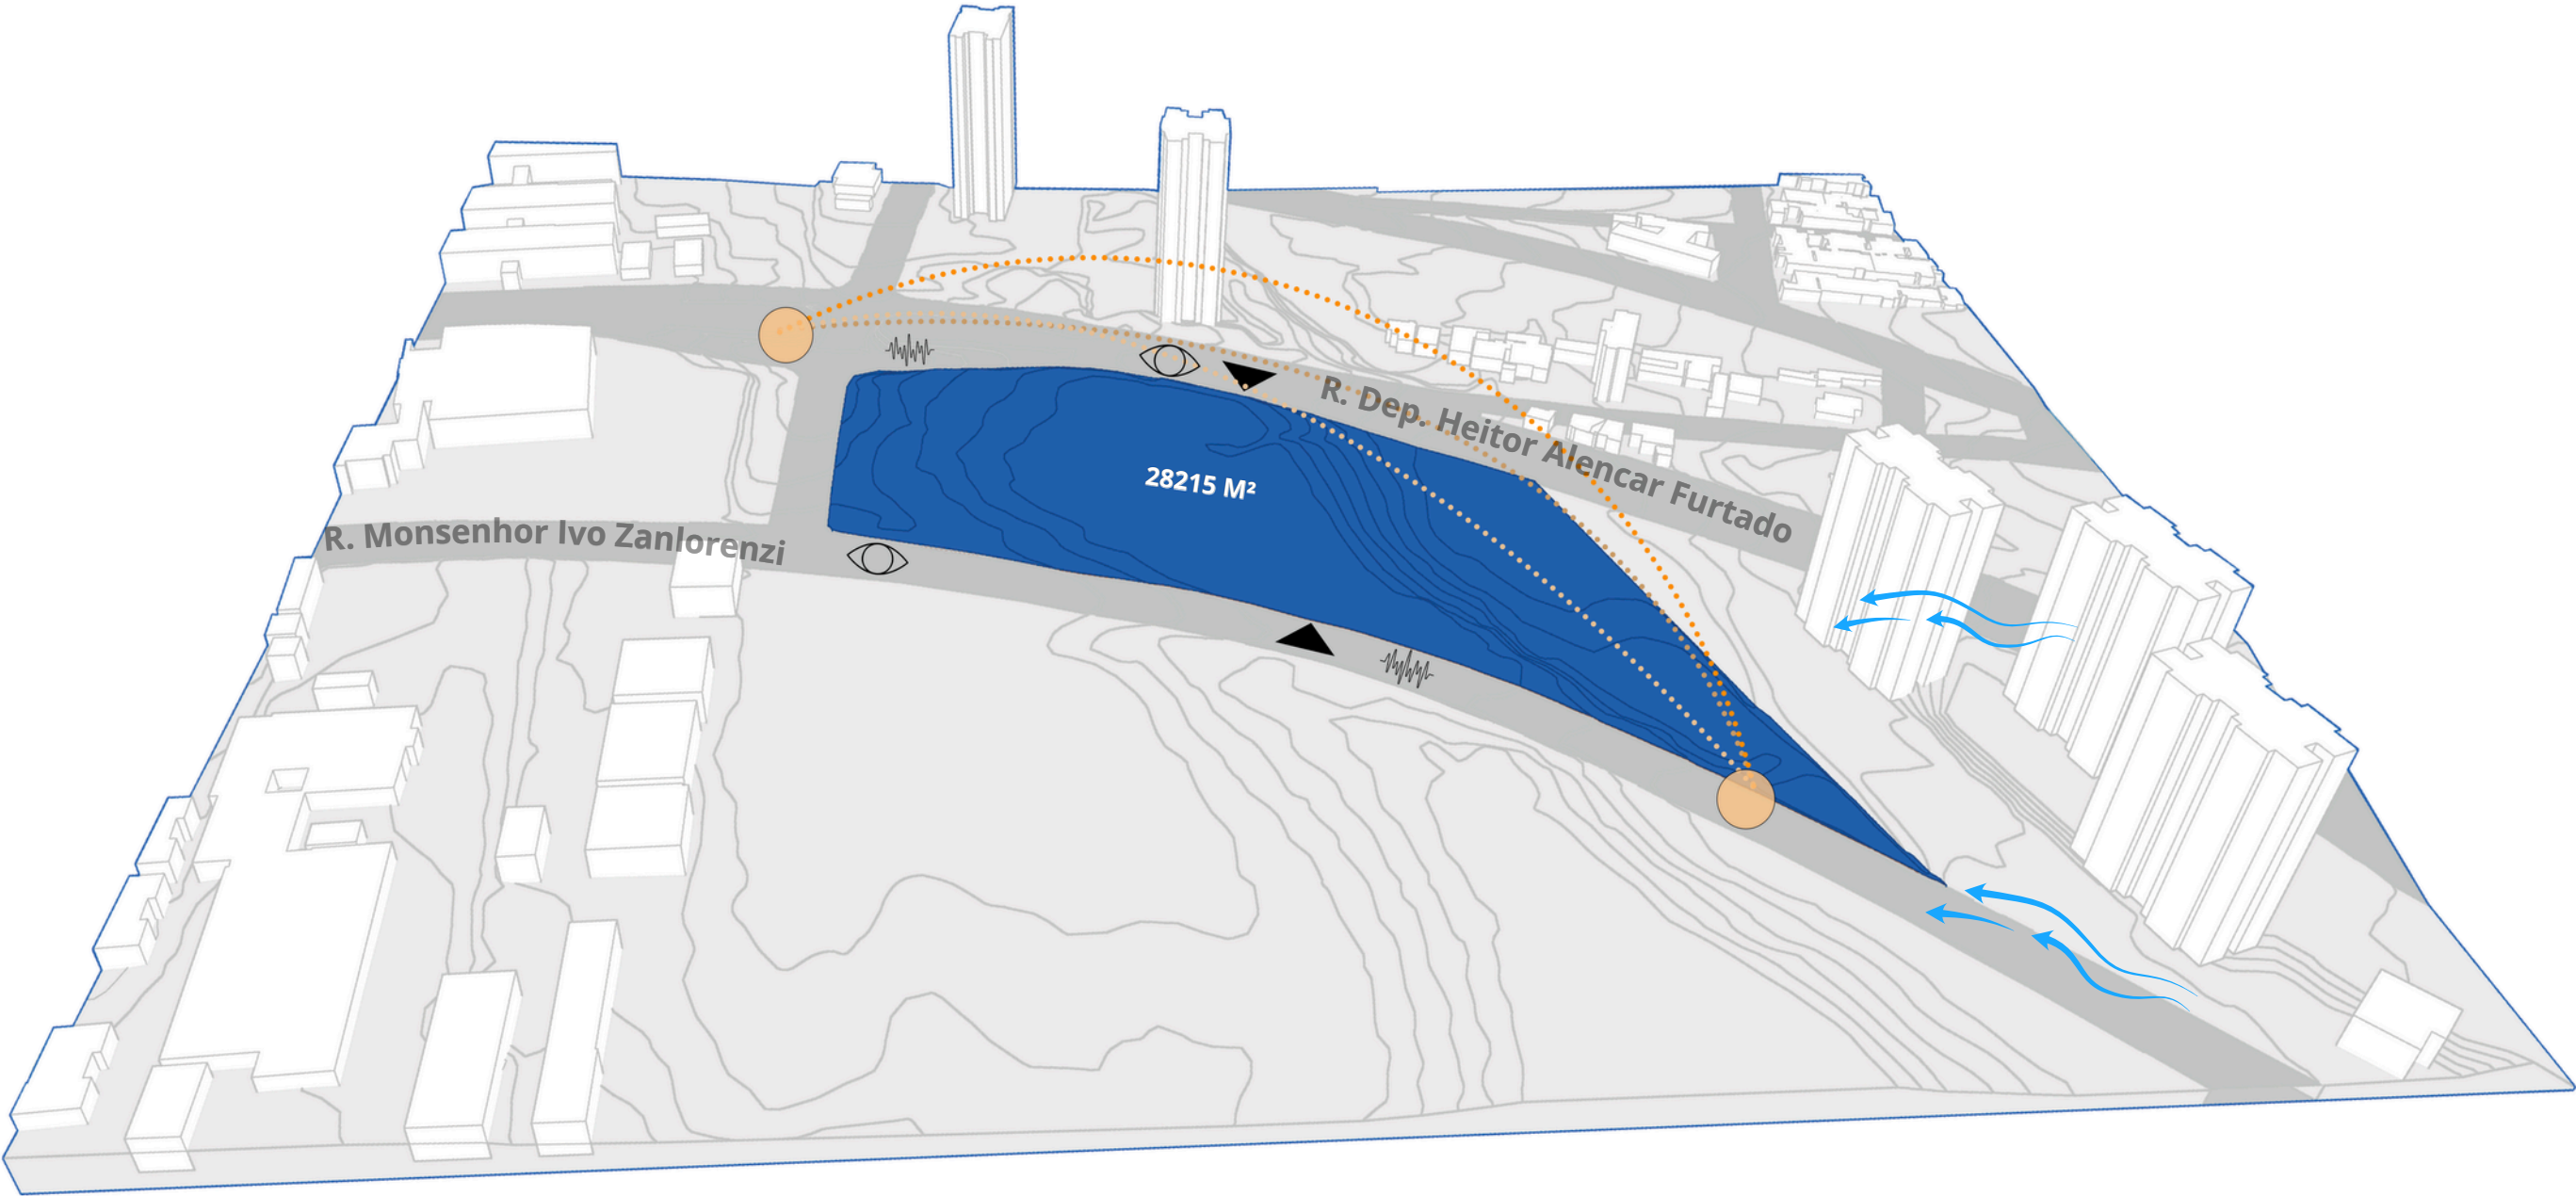 R. Dep. Heitor Alencar Furtado
28215 M²
R. Monsenhor Ivo Zanlorenzi